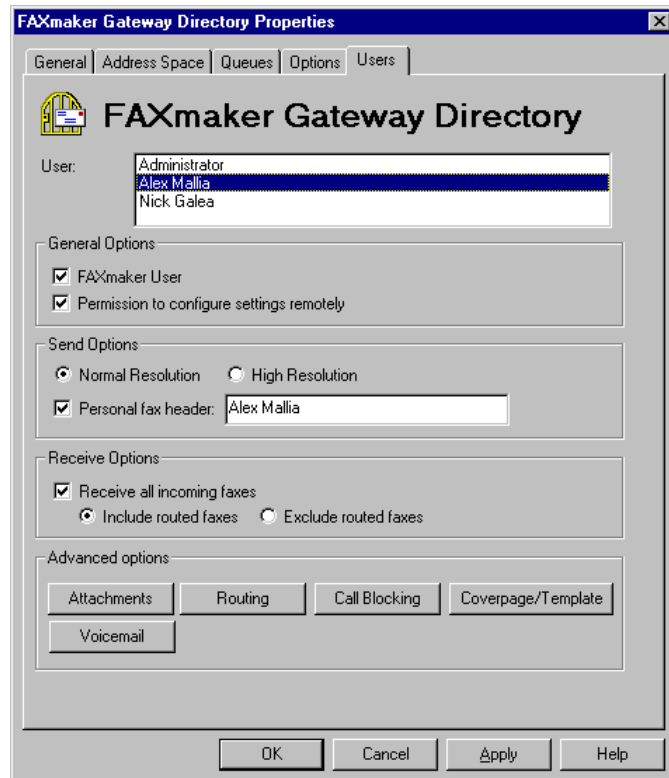 FAXmaker Gateway Directory Properties
General Address Space Queues Options Users
FAXmaker Gateway Directory
User:
Administrator
Alex Mallia
Nick Galea
General Options
FAXmaker User
Permission to configure settings remotely
Send Options
Normal Resolution High Resolution
Personal fax header: Alex Mallia
Receive Options
Receive all incoming faxes
Include routed faxes Exclude routed faxes
Advanced options
Attachments Routing Call Blocking Coverpage/Template
Voicemail
OK Cancel Apply Help